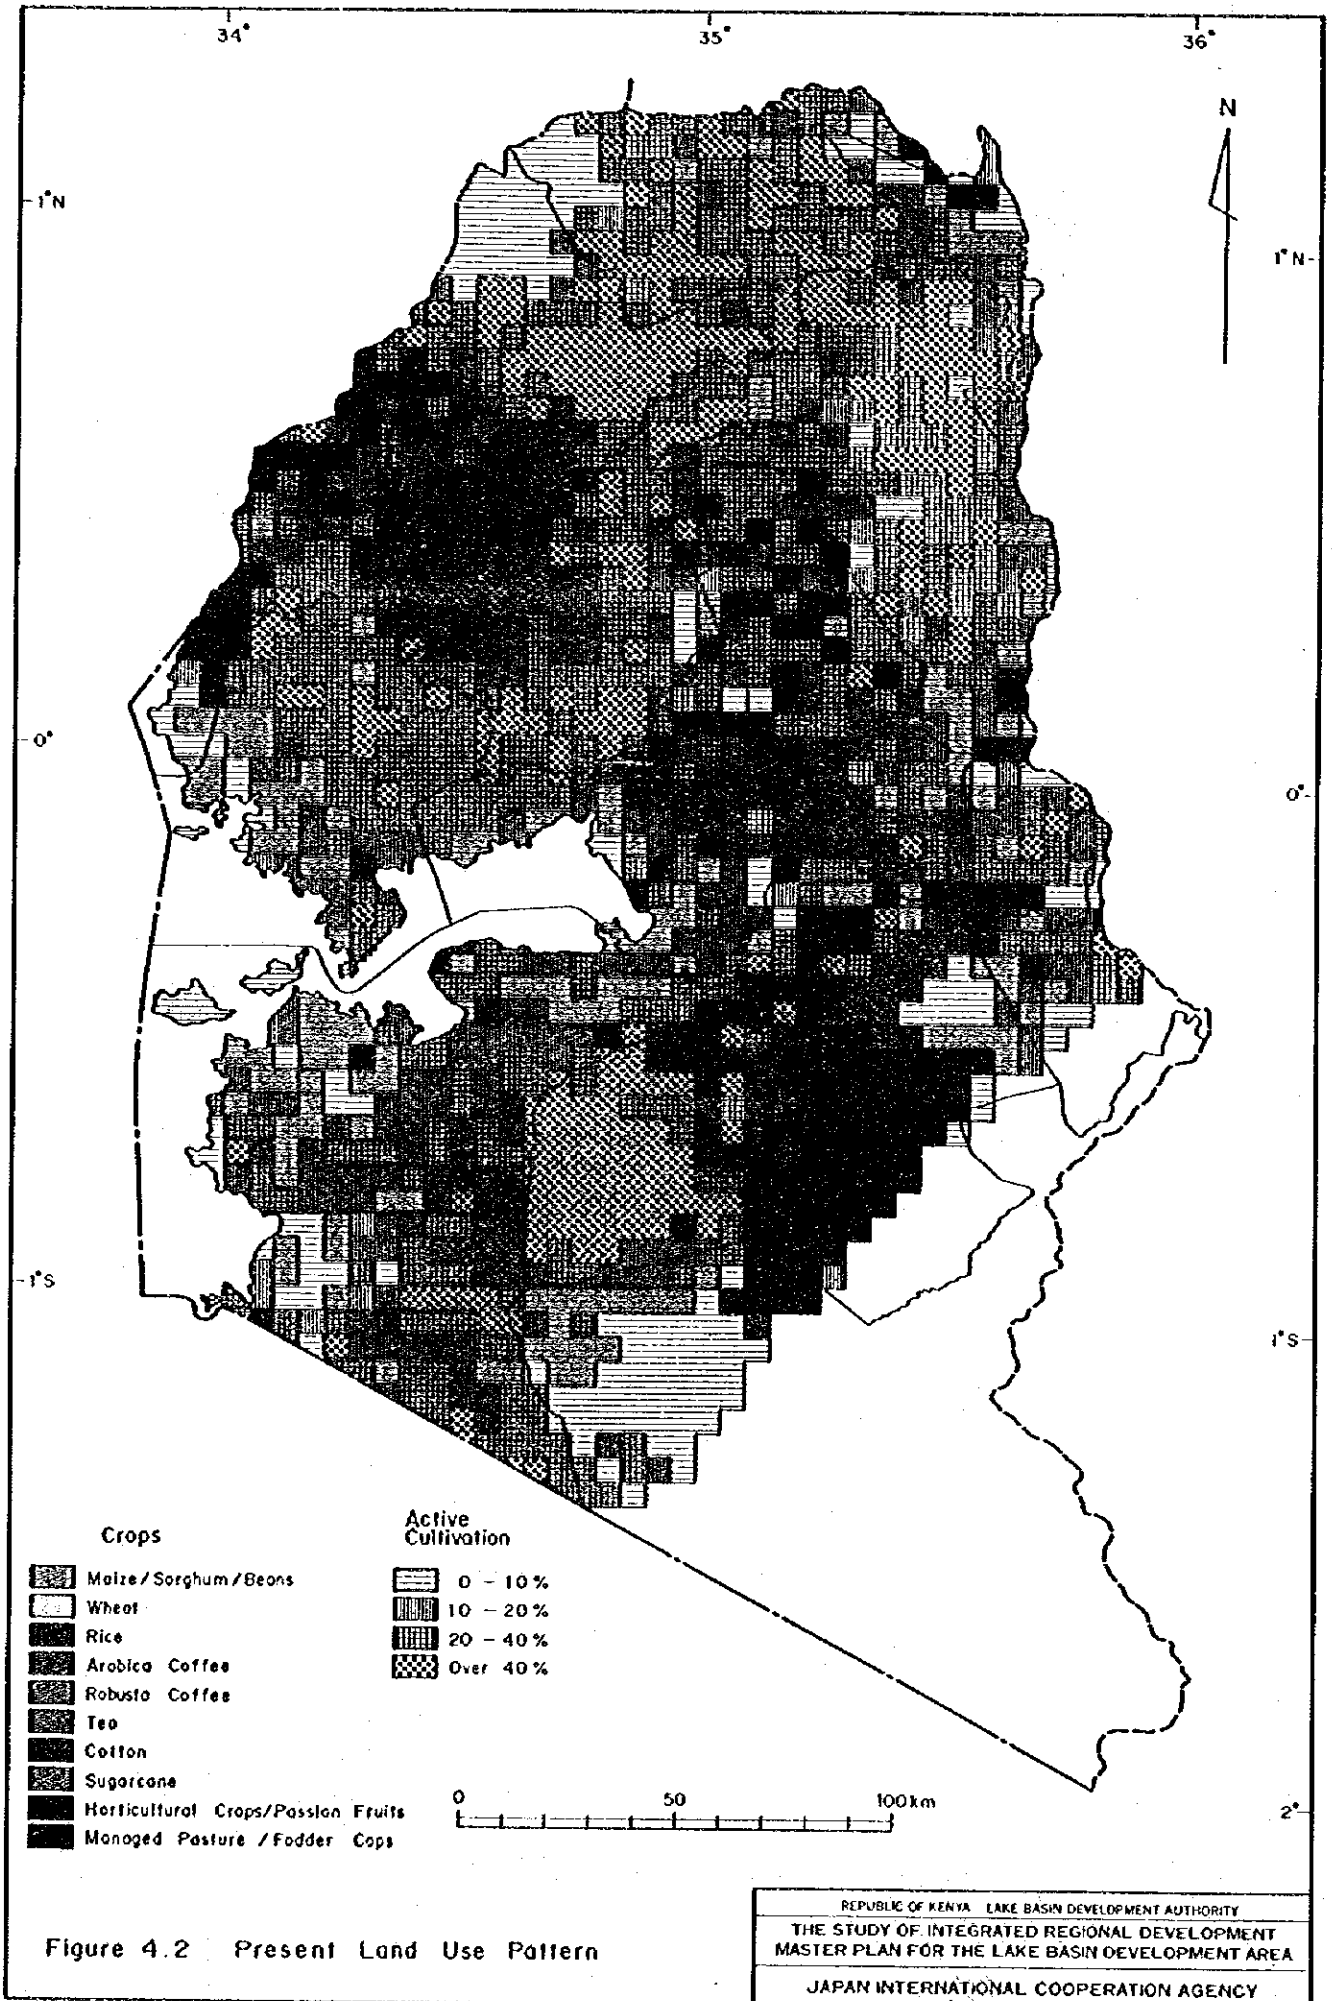 34°
35°
36°
N
1°N
1°N
0°
0°
1°S
1°S
2°
Crops
Maize/Sorghum/Beans
Wheat
Rice
Arabica Coffee
Robusta Coffee
Tea
Cotton
Sugarcane
Horticultural Crops/Passion Fruits
Managed Pasture /Fodder Cops
Active
Cultivation
0 - 10%
10 - 20%
20 - 40%
Over 40%
0 50 100km
Figure 4.2 Present Land Use Pattern
REPUBLIC OF KENYA LAKE BASIN DEVELOPMENT AUTHORITY
THE STUDY OF INTEGRATED REGIONAL DEVELOPMENT
MASTER PLAN FOR THE LAKE BASIN DEVELOPMENT AREA
JAPAN INTERNATIONAL COOPERATION AGENCY